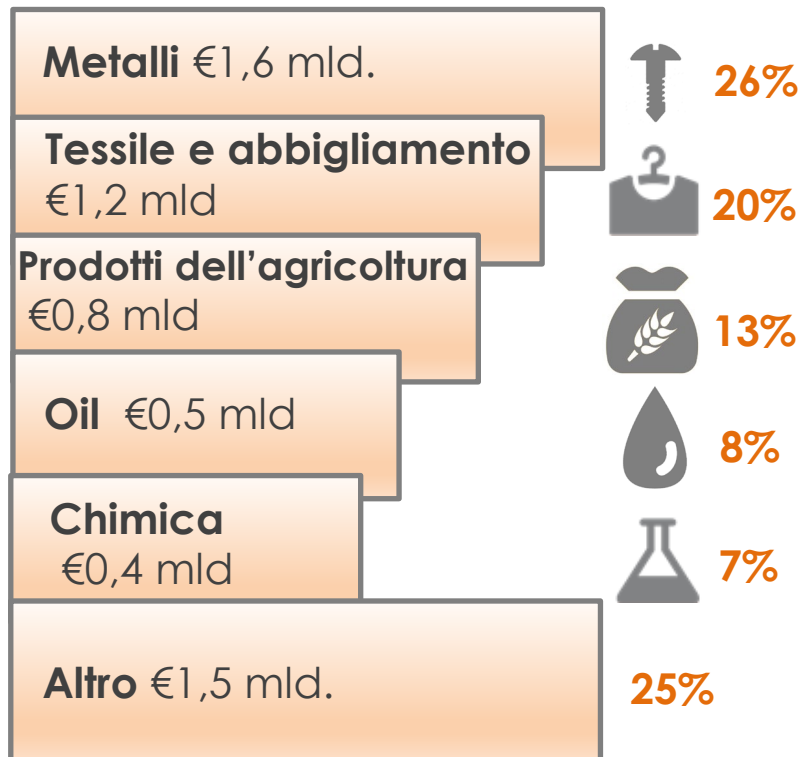 Metalli €1,6 mld.
26%
Tessile e abbigliamento
€1,2 mld
20%
Prodotti dell’agricoltura
€0,8 mld
13%
Oil €0,5 mld
8%
Chimica
€0,4 mld
7%
Altro €1,5 mld.
25%